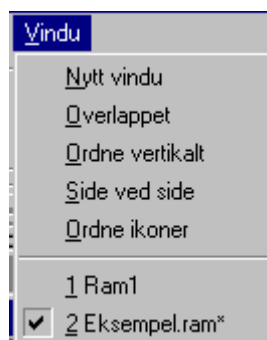 Vindu
Nytt vindu
Overlappet
Ordne vertikalt
Side ved side
Ordne ikoner
1 Ram1
2 Eksempel.ram*